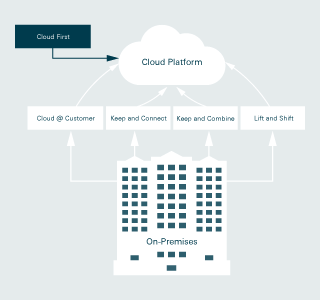 Cloud First
Cloud Platform
Cloud @ Customer
Keep and Connect
Keep and Combine
Lift and Shift
On-Premises